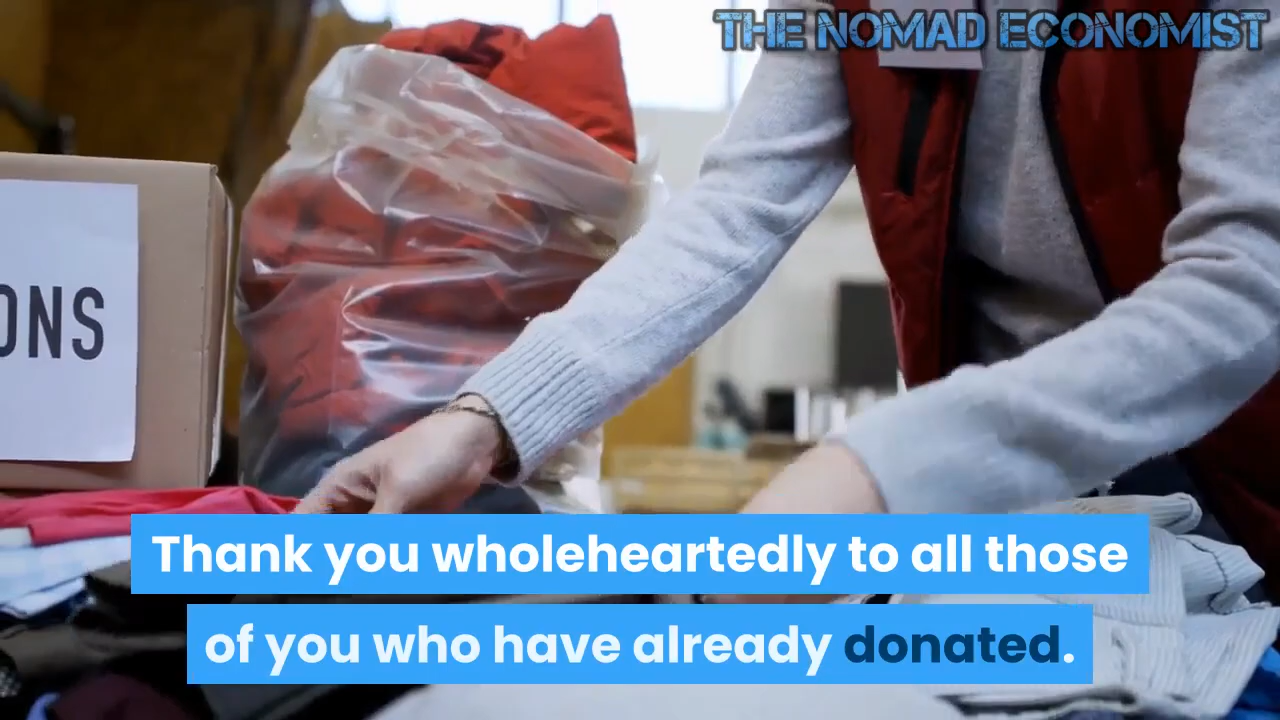 THE NOMAD ECONOMIST
ONS
Thank you wholeheartedly to all those
of you who have already donated.